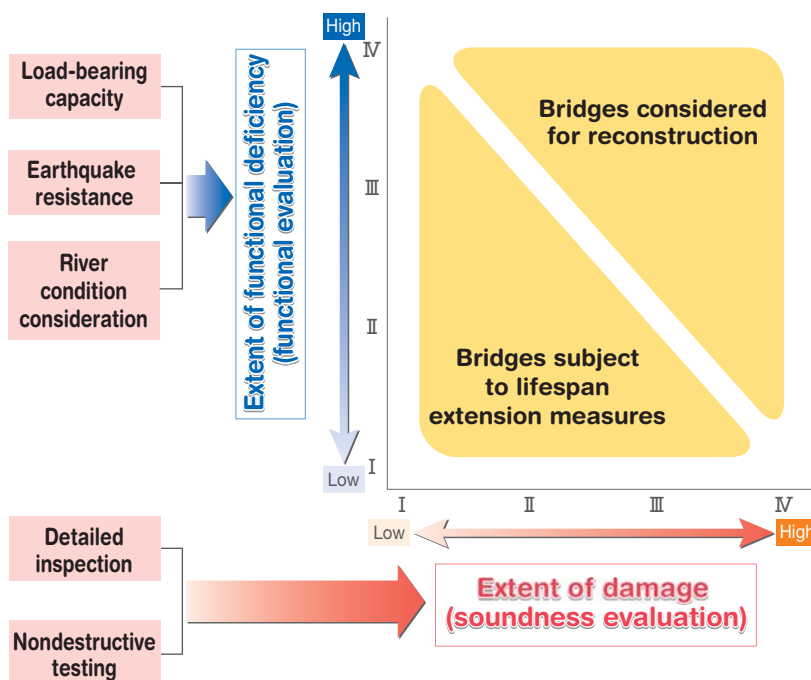 Load-bearing
capacity
Earthquake
resistance
River
condition
consideration
Extent of functional deficiency
(functional evaluation)
High
Ⅳ
Ⅲ
Ⅱ
Ⅰ
Low
Bridges considered
for reconstruction
Bridges subject
to lifespan
extension measures
Ⅰ
Ⅱ
Ⅲ
Ⅳ
Low
High
Detailed
inspection
Nondestructive
testing
Extent of damage
(soundness evaluation)